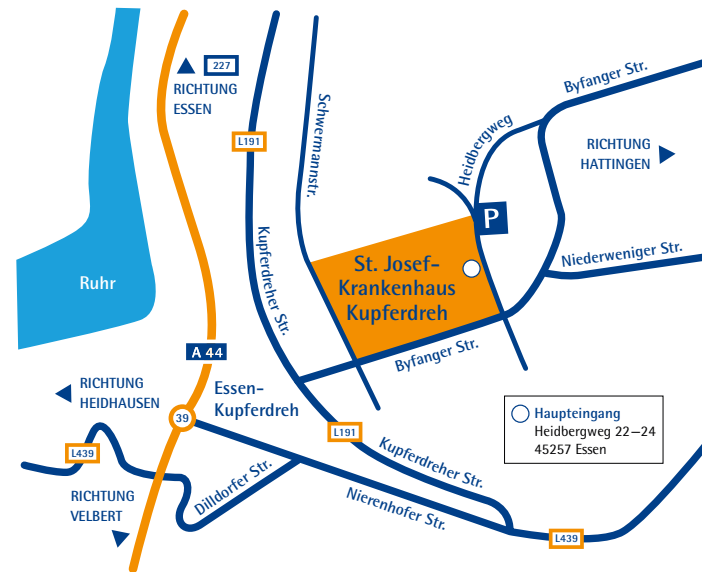 227
RICHTUNG
ESSEN
L191
Schwermannstr.
Heidbergweg
Byfanger Str.
RICHTUNG
HATTINGEN
P
Kupferdreher Str.
St. Josef-
Krankenhaus
Kupferdreh
Niederweniger Str.
Ruhr
Byfanger Str.
A 44
RICHTUNG
HEIDHAUSEN
Essen-
Kupferdreh
39
L191
Haupteingang
Heidbergweg 22–24
45257 Essen
L439
Kupferdreher Str.
Dilldorfer Str.
Nierenhofer Str.
RICHTUNG
VELBERT
L439